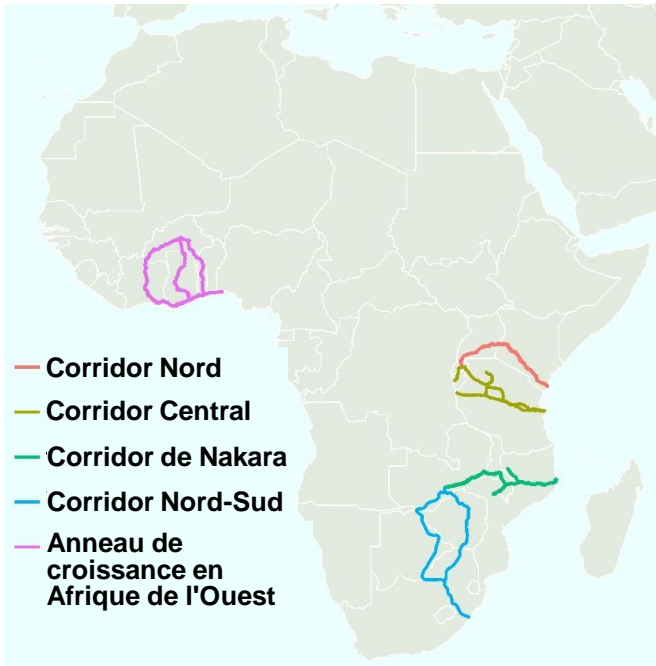 Corridor Nord
Corridor Central
Corridor de Nakara
Corridor Nord-Sud
Anneau de
croissance en
Afrique de l'Ouest